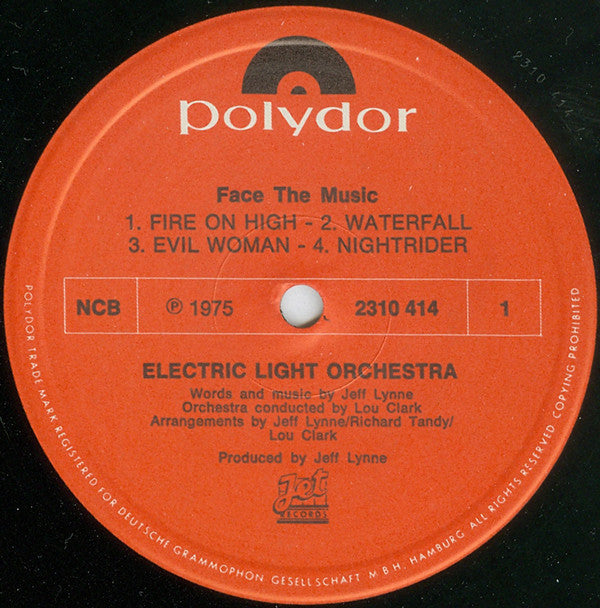 polydor
Face The Music
1. FIRE ON HIGH - 2. WATERFALL
3. EVIL WOMAN - 4. NIGHTRIDER
NCB ℗ 1975 2310 414 1
ELECTRIC LIGHT ORCHESTRA
Words and music by Jeff Lynne
Orchestra conducted by Lou Clark
Arrangements by Jeff Lynne/Richard Tandy/
Lou Clark
Produced by Jeff Lynne
Jet
RECORDS
POLYDOR TRADE MARK REGISTERED FOR DEUTSCHE GRAMMOPHON GESELLSCHAFT M B H, HAMBURG ALL RIGHTS RESERVED COPYING PROHIBITED
2310